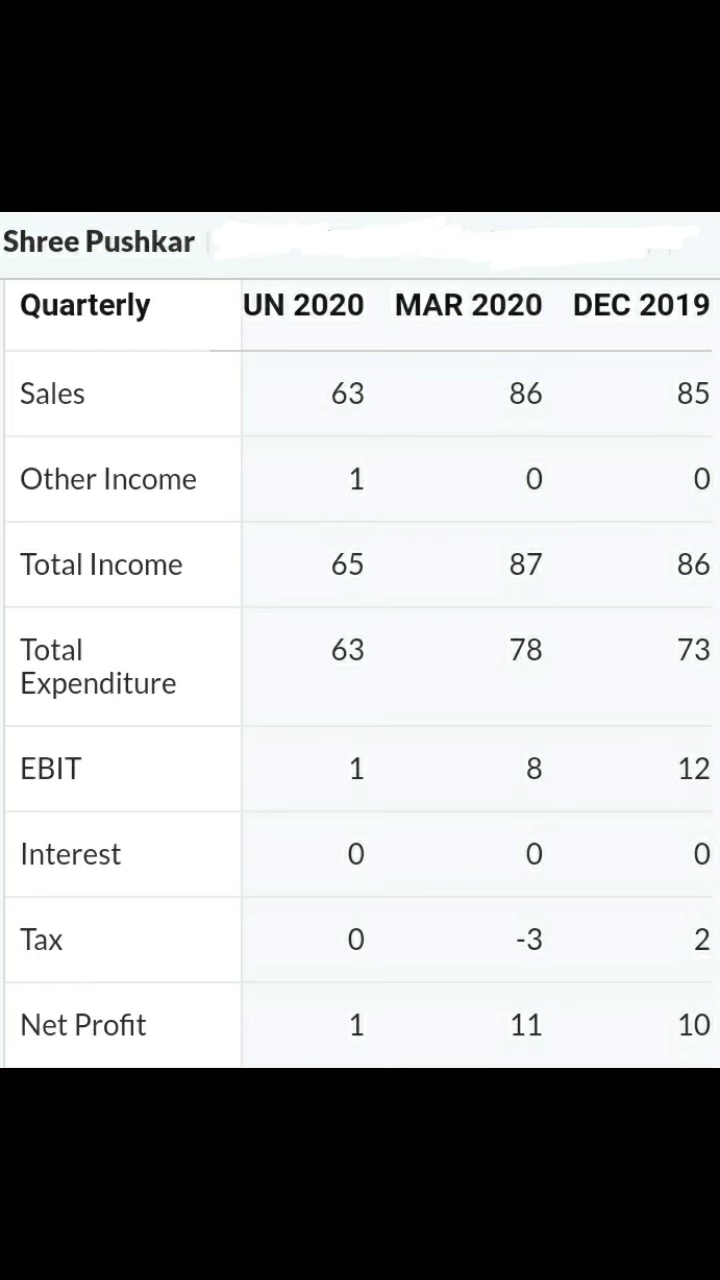 Shree Pushkar
Quarterly UN 2020 MAR 2020 DEC 2019
Sales 63 86 85
Other Income 1 0 0
Total Income 65 87 86
Total 63 78 73
Expenditure
EBIT 1 8 12
Interest 0 0 0
Tax 0 -3 2
Net Profit 1 11 10